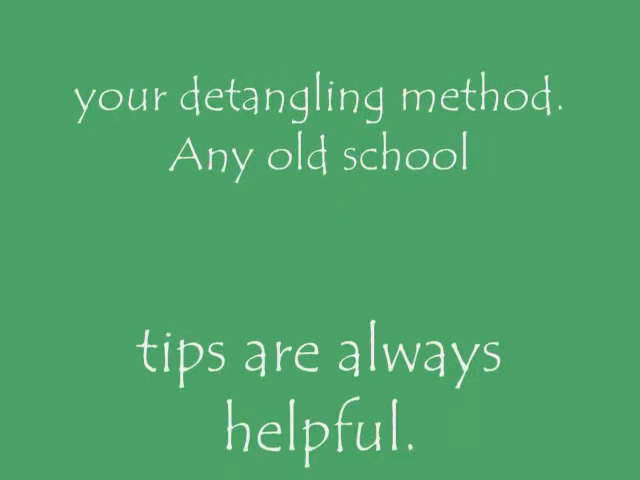 your detangling method.
Any old school
tips are always
helpful.